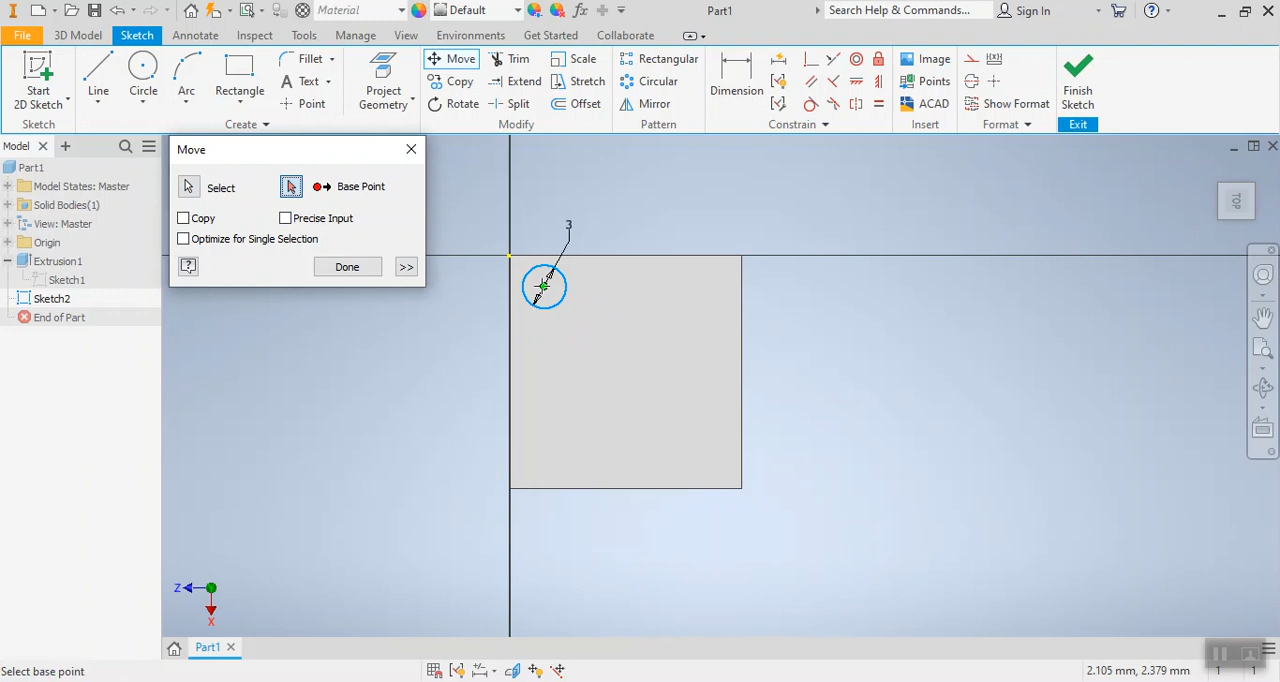 Material Default fx Part1 Search Help & Commands... Sign In
File 3D Model Sketch Annotate Inspect Tools Manage View Environments Get Started Collaborate
Start 2D Sketch
Line
Circle
Arc
Rectangle
Fillet
Text
Point
Project Geometry
Move Trim Scale
Copy Extend Stretch
Rotate Split Offset
Rectangular
Circular
Mirror
Dimension
Image
Points
ACAD
Show Format
Finish Sketch
Sketch Create Modify Pattern Constrain Insert Format Exit
Model
Part1
Model States: Master
Solid Bodies(1)
View: Master
Origin
Extrusion1
Sketch1
Sketch2
End of Part
Move
Select Base Point
Copy Precise Input
Optimize for Single Selection
Done >>
3
TOP
Z
X
Part1
Select base point
2.105 mm, 2.379 mm 1 1